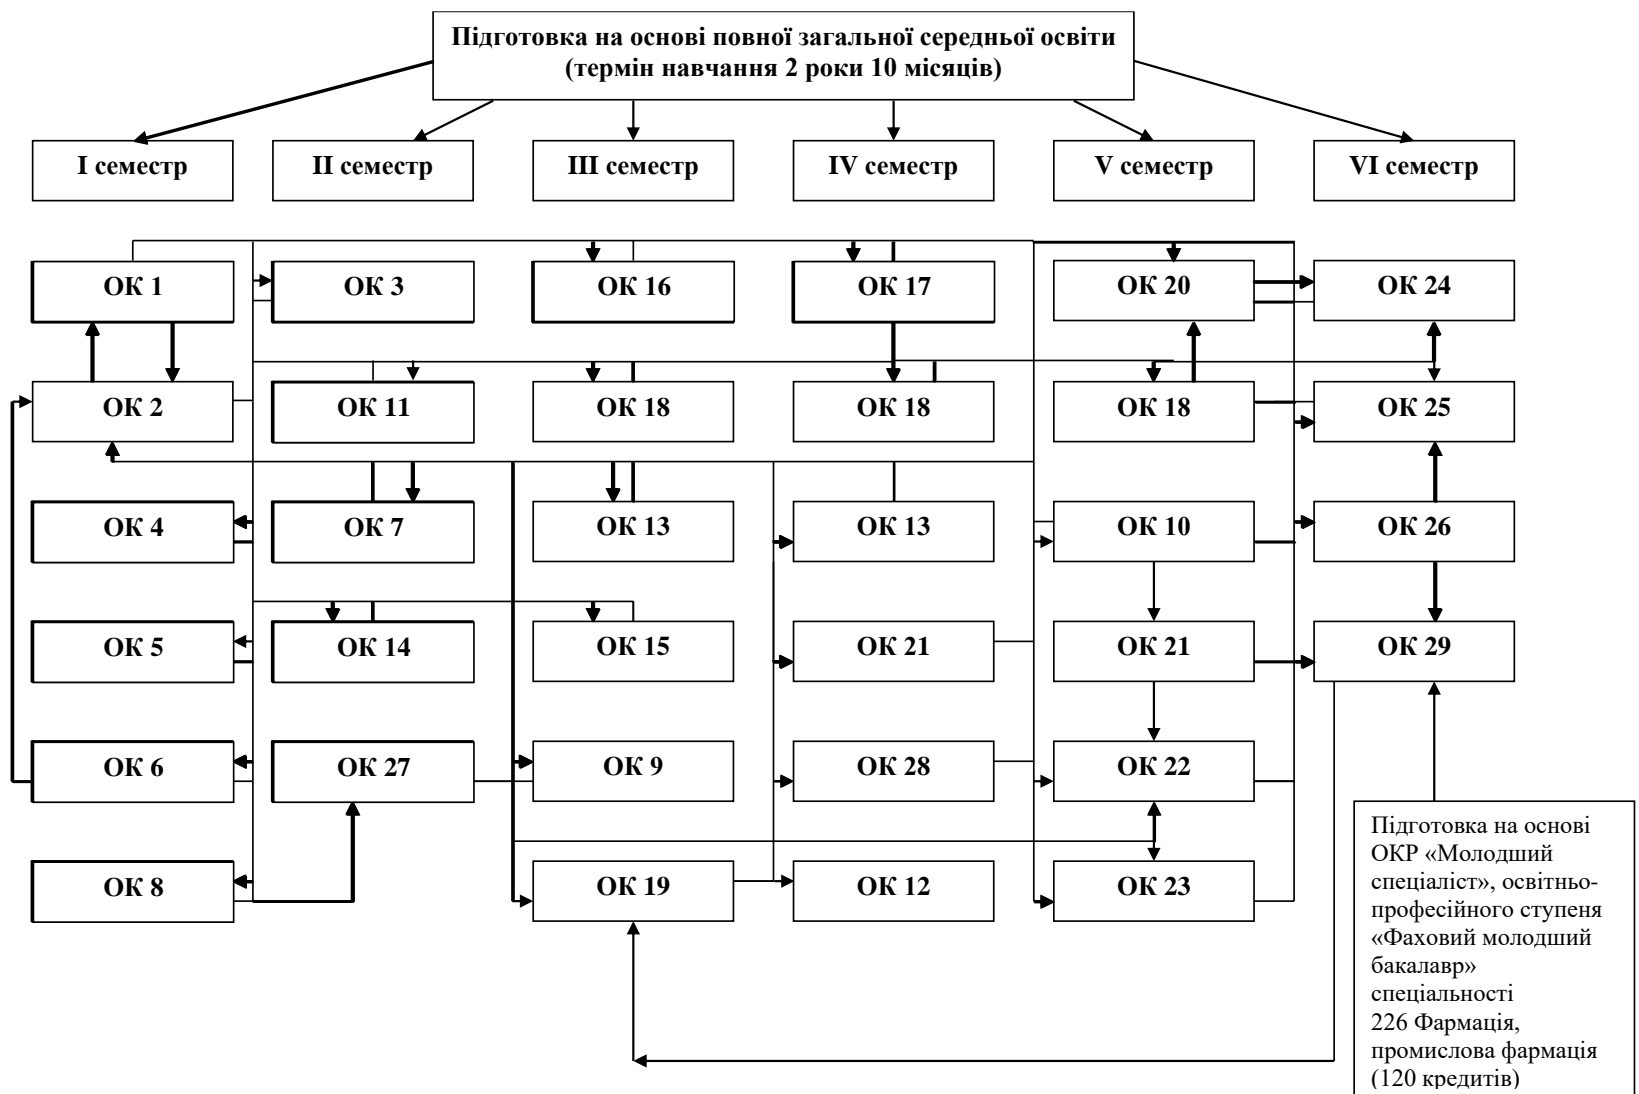 Підготовка на основі повної загальної середньої освіти
(термін навчання 2 роки 10 місяців)
І семестр
ІІ семестр
ІІІ семестр
ІV семестр
V семестр
VІ семестр
ОК 1
ОК 3
ОК 16
ОК 17
ОК 20
ОК 24
ОК 2
ОК 11
ОК 18
ОК 18
ОК 18
ОК 25
ОК 4
ОК 7
ОК 13
ОК 13
ОК 10
ОК 26
ОК 5
ОК 14
ОК 15
ОК 21
ОК 21
ОК 29
ОК 6
ОК 27
ОК 9
ОК 28
ОК 22
ОК 8
ОК 19
ОК 12
ОК 23
Підготовка на основі
ОКР «Молодший
спеціаліст», освітньо-
професійного ступеня
«Фаховий молодший
бакалавр»
спеціальності
226 Фармація,
промислова фармація
(120 кредитів)